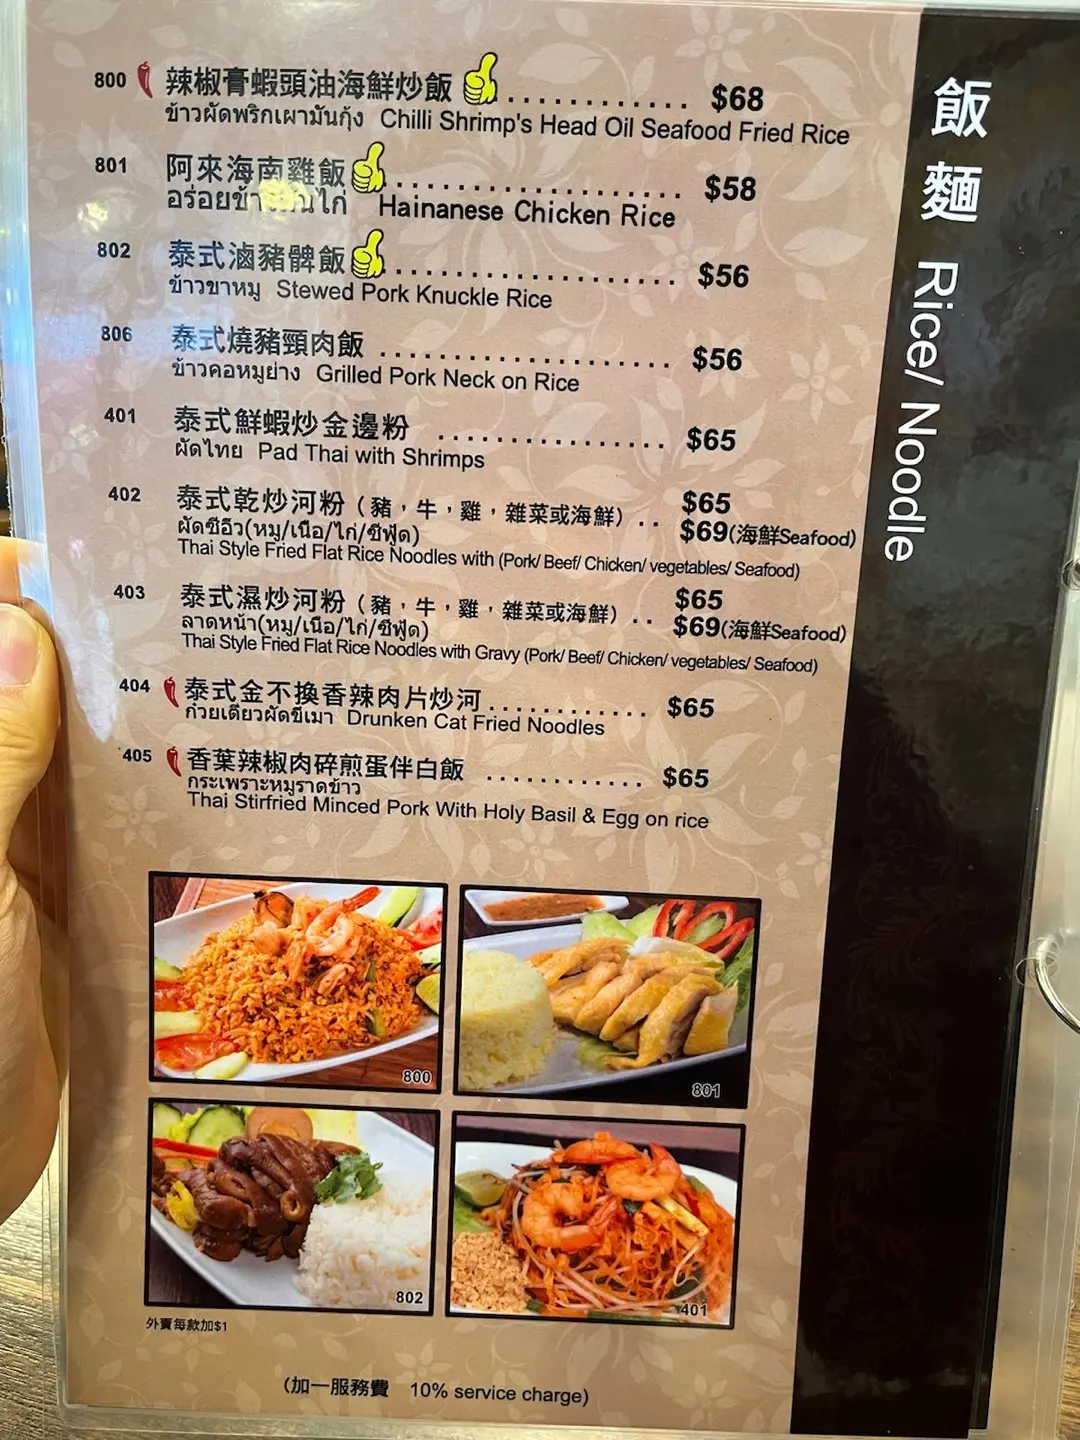 飯麵 Rice/ Noodle
800 辣椒膏蝦頭油海鮮炒飯 ............ $68
ข้าวผัดพริกเผามันกุ้ง Chilli Shrimp's Head Oil Seafood Fried Rice
801 阿來海南雞飯 .................. $58
อร่อยข้าวมันไก่ Hainanese Chicken Rice
802 泰式滷豬髀飯 .................. $56
ข้าวขาหมู Stewed Pork Knuckle Rice
806 泰式燒豬頸肉飯 ................... $56
ข้าวคอหมูย่าง Grilled Pork Neck on Rice
401 泰式鮮蝦炒金邊粉 ............... $65
ผัดไทย Pad Thai with Shrimps
402 泰式乾炒河粉（豬，牛，雞，雜菜或海鮮）.. $65
ผัดซีอิ๊ว(หมู/เนื้อ/ไก่/ซีฟู้ด) $69(海鮮Seafood)
Thai Style Fried Flat Rice Noodles with (Pork/ Beef/ Chicken/ vegetables/ Seafood)
403 泰式濕炒河粉（豬，牛，雞，雜菜或海鮮）.. $65
ลาดหน้า(หมู/เนื้อ/ไก่/ซีฟู้ด) $69(海鮮Seafood)
Thai Style Fried Flat Rice Noodles with Gravy (Pork/ Beef/ Chicken/ vegetables/ Seafood)
404 泰式金不換香辣肉片炒河 ............ $65
ก๋วยเตี๋ยวผัดขี้เมา Drunken Cat Fried Noodles
405 香葉辣椒肉碎煎蛋伴白飯 ............ $65
กระเพราะหมูราดข้าว
Thai Stirfried Minced Pork With Holy Basil & Egg on rice
800
801
802
401
外賣每款加$1
(加一服務費 10% service charge)